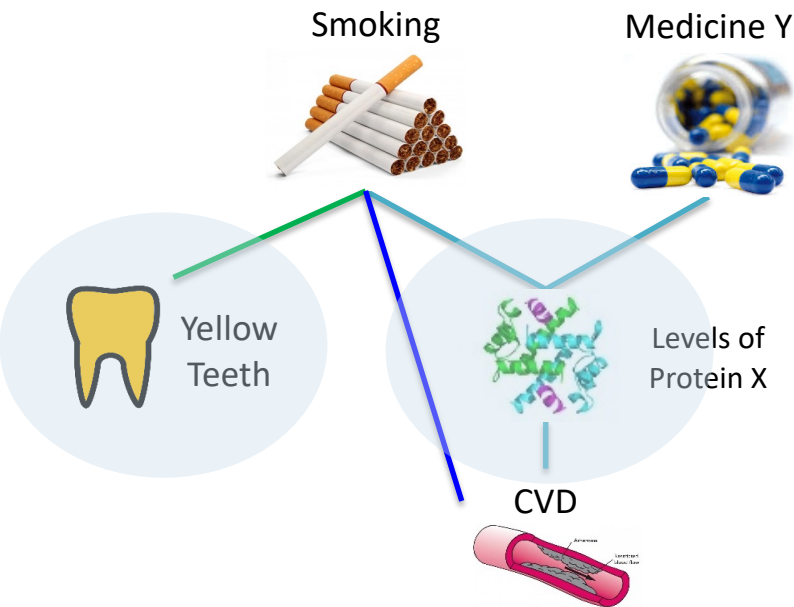 Smoking
Medicine Y
Yellow
Teeth
Levels of
Protein X
CVD